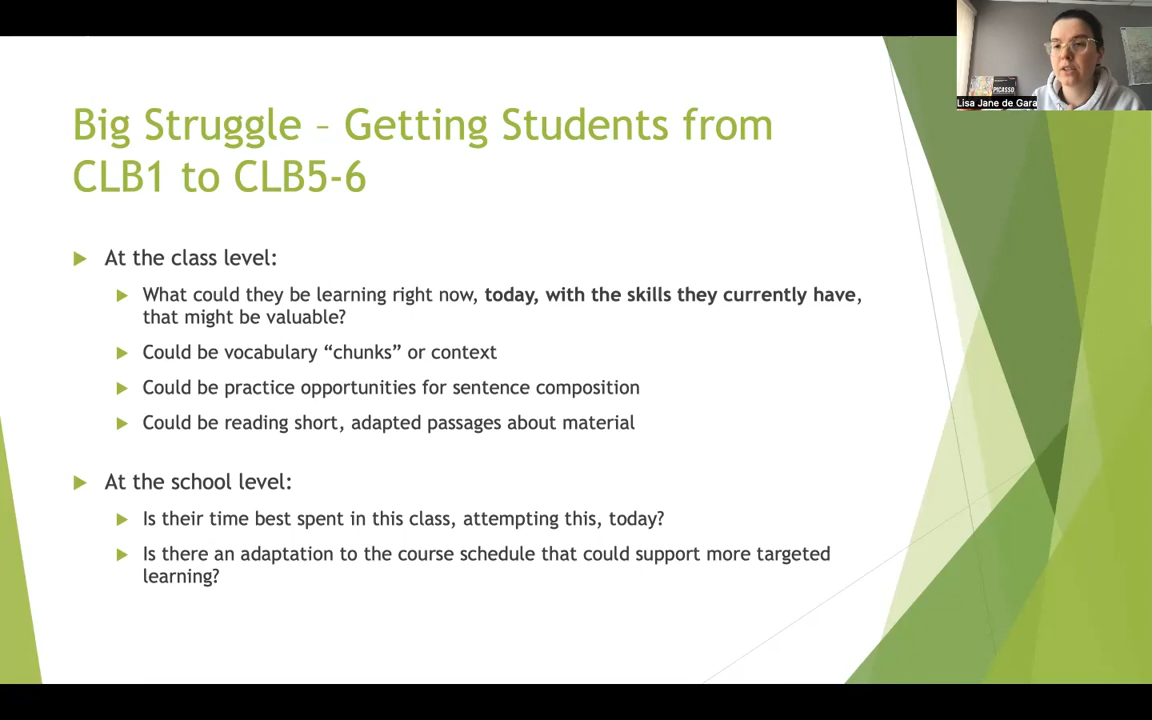 Lisa Jane de Gara
PICASSO
Big Struggle – Getting Students from
CLB1 to CLB5-6
At the class level:
What could they be learning right now, today, with the skills they currently have,
that might be valuable?
Could be vocabulary “chunks” or context
Could be practice opportunities for sentence composition
Could be reading short, adapted passages about material
At the school level:
Is their time best spent in this class, attempting this, today?
Is there an adaptation to the course schedule that could support more targeted
learning?